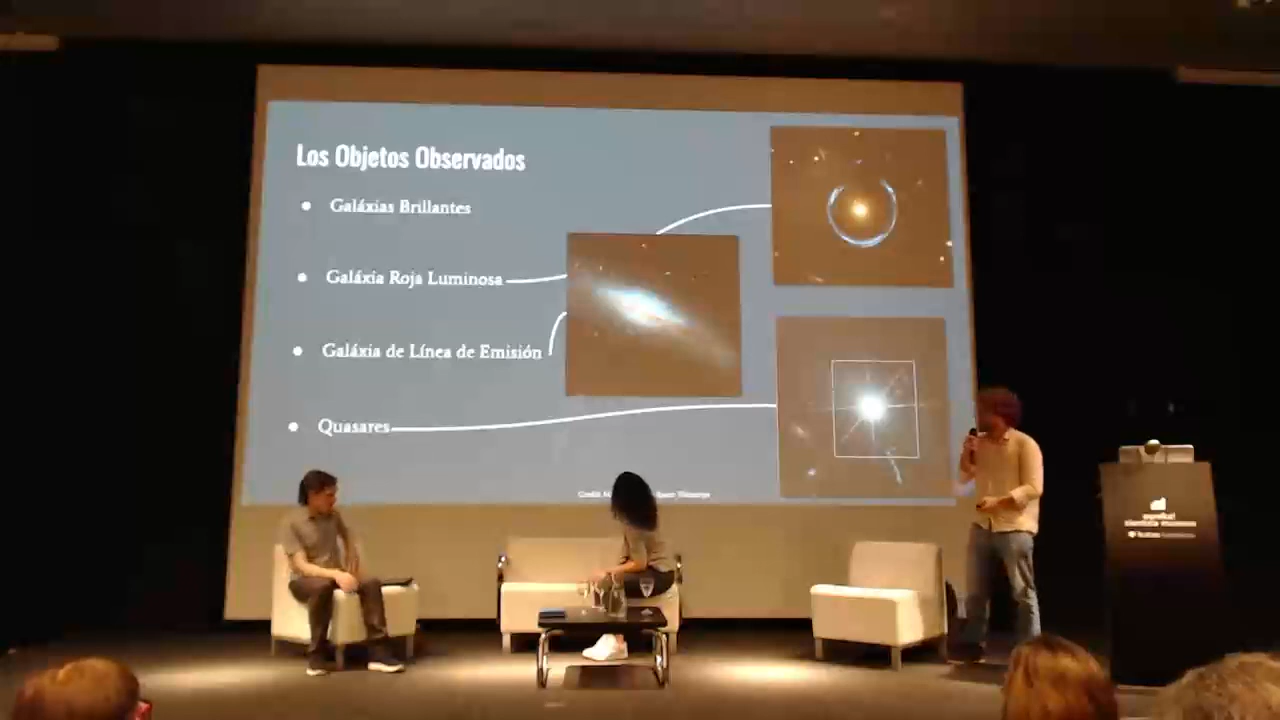 Los Objetos Observados
Galáxias Brillantes
Galáxia Roja Luminosa
Galáxia de Línea de Emisión
Quasares